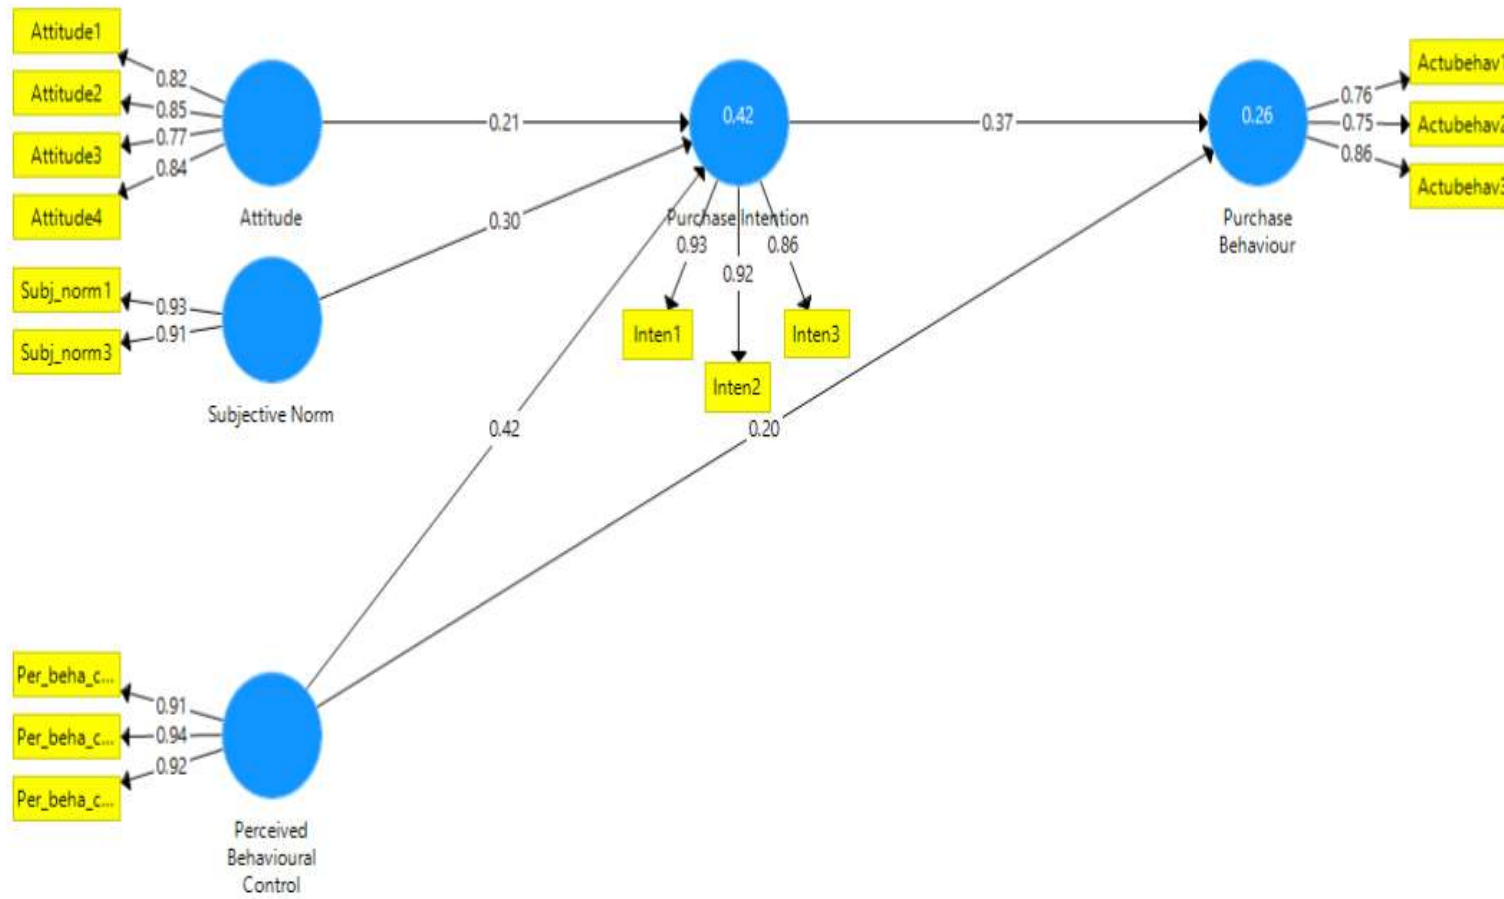 Attitude1
0.82
Attitude2
0.85
Attitude3
0.77
Attitude4
0.84
Attitude
0.21
0.42
Purchase Intention
0.37
0.26
Purchase
Behaviour
0.76
Actubehav1
0.75
Actubehav2
0.86
Actubehav3
Subj_norm1
0.93
Subj_norm3
0.91
Subjective Norm
0.30
0.93
0.92
0.86
Inten1
Inten2
Inten3
0.42
0.20
Per_beha_c...
0.91
Per_beha_c...
0.94
Per_beha_c...
0.92
Perceived
Behavioural
Control